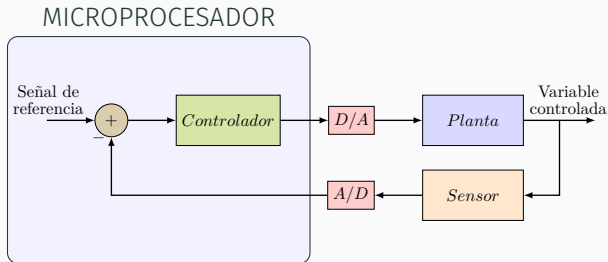 MICROPROCESADOR
Señal de
referencia
+
−
Controlador
D/A
Planta
Variable
controlada
A/D
Sensor